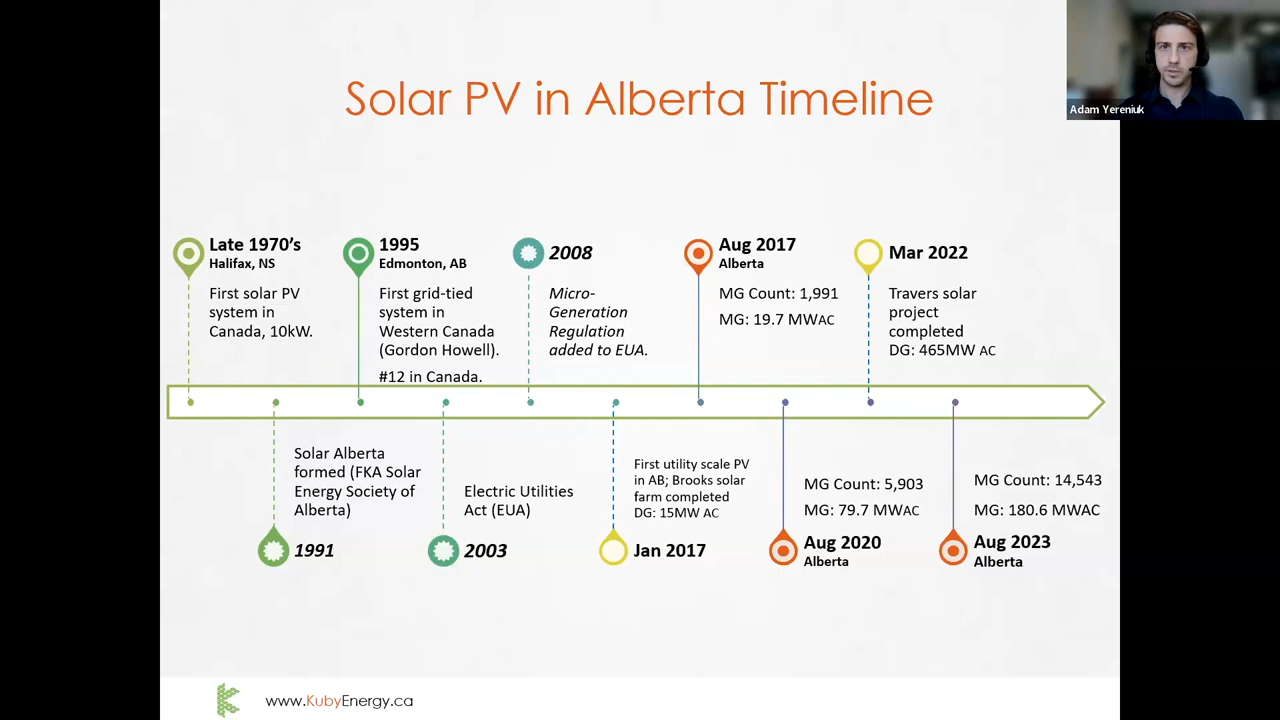 Solar PV in Alberta Timeline
Adam Yereniuk
Late 1970's
Halifax, NS
First solar PV
system in
Canada, 10kW.
1995
Edmonton, AB
First grid-tied
system in
Western Canada
(Gordon Howell).
#12 in Canada.
2008
Micro-
Generation
Regulation
added to EUA.
Aug 2017
Alberta
MG Count: 1,991
MG: 19.7 MWAC
Mar 2022
Travers solar
project
completed
DG: 465MW AC
Solar Alberta
formed (FKA Solar
Energy Society of
Alberta)
1991
Electric Utilities
Act (EUA)
2003
First utility scale PV
in AB; Brooks solar
farm completed
DG: 15MW AC
Jan 2017
MG Count: 5,903
MG: 79.7 MWAC
Aug 2020
Alberta
MG Count: 14,543
MG: 180.6 MWAC
Aug 2023
Alberta
www.KubyEnergy.ca